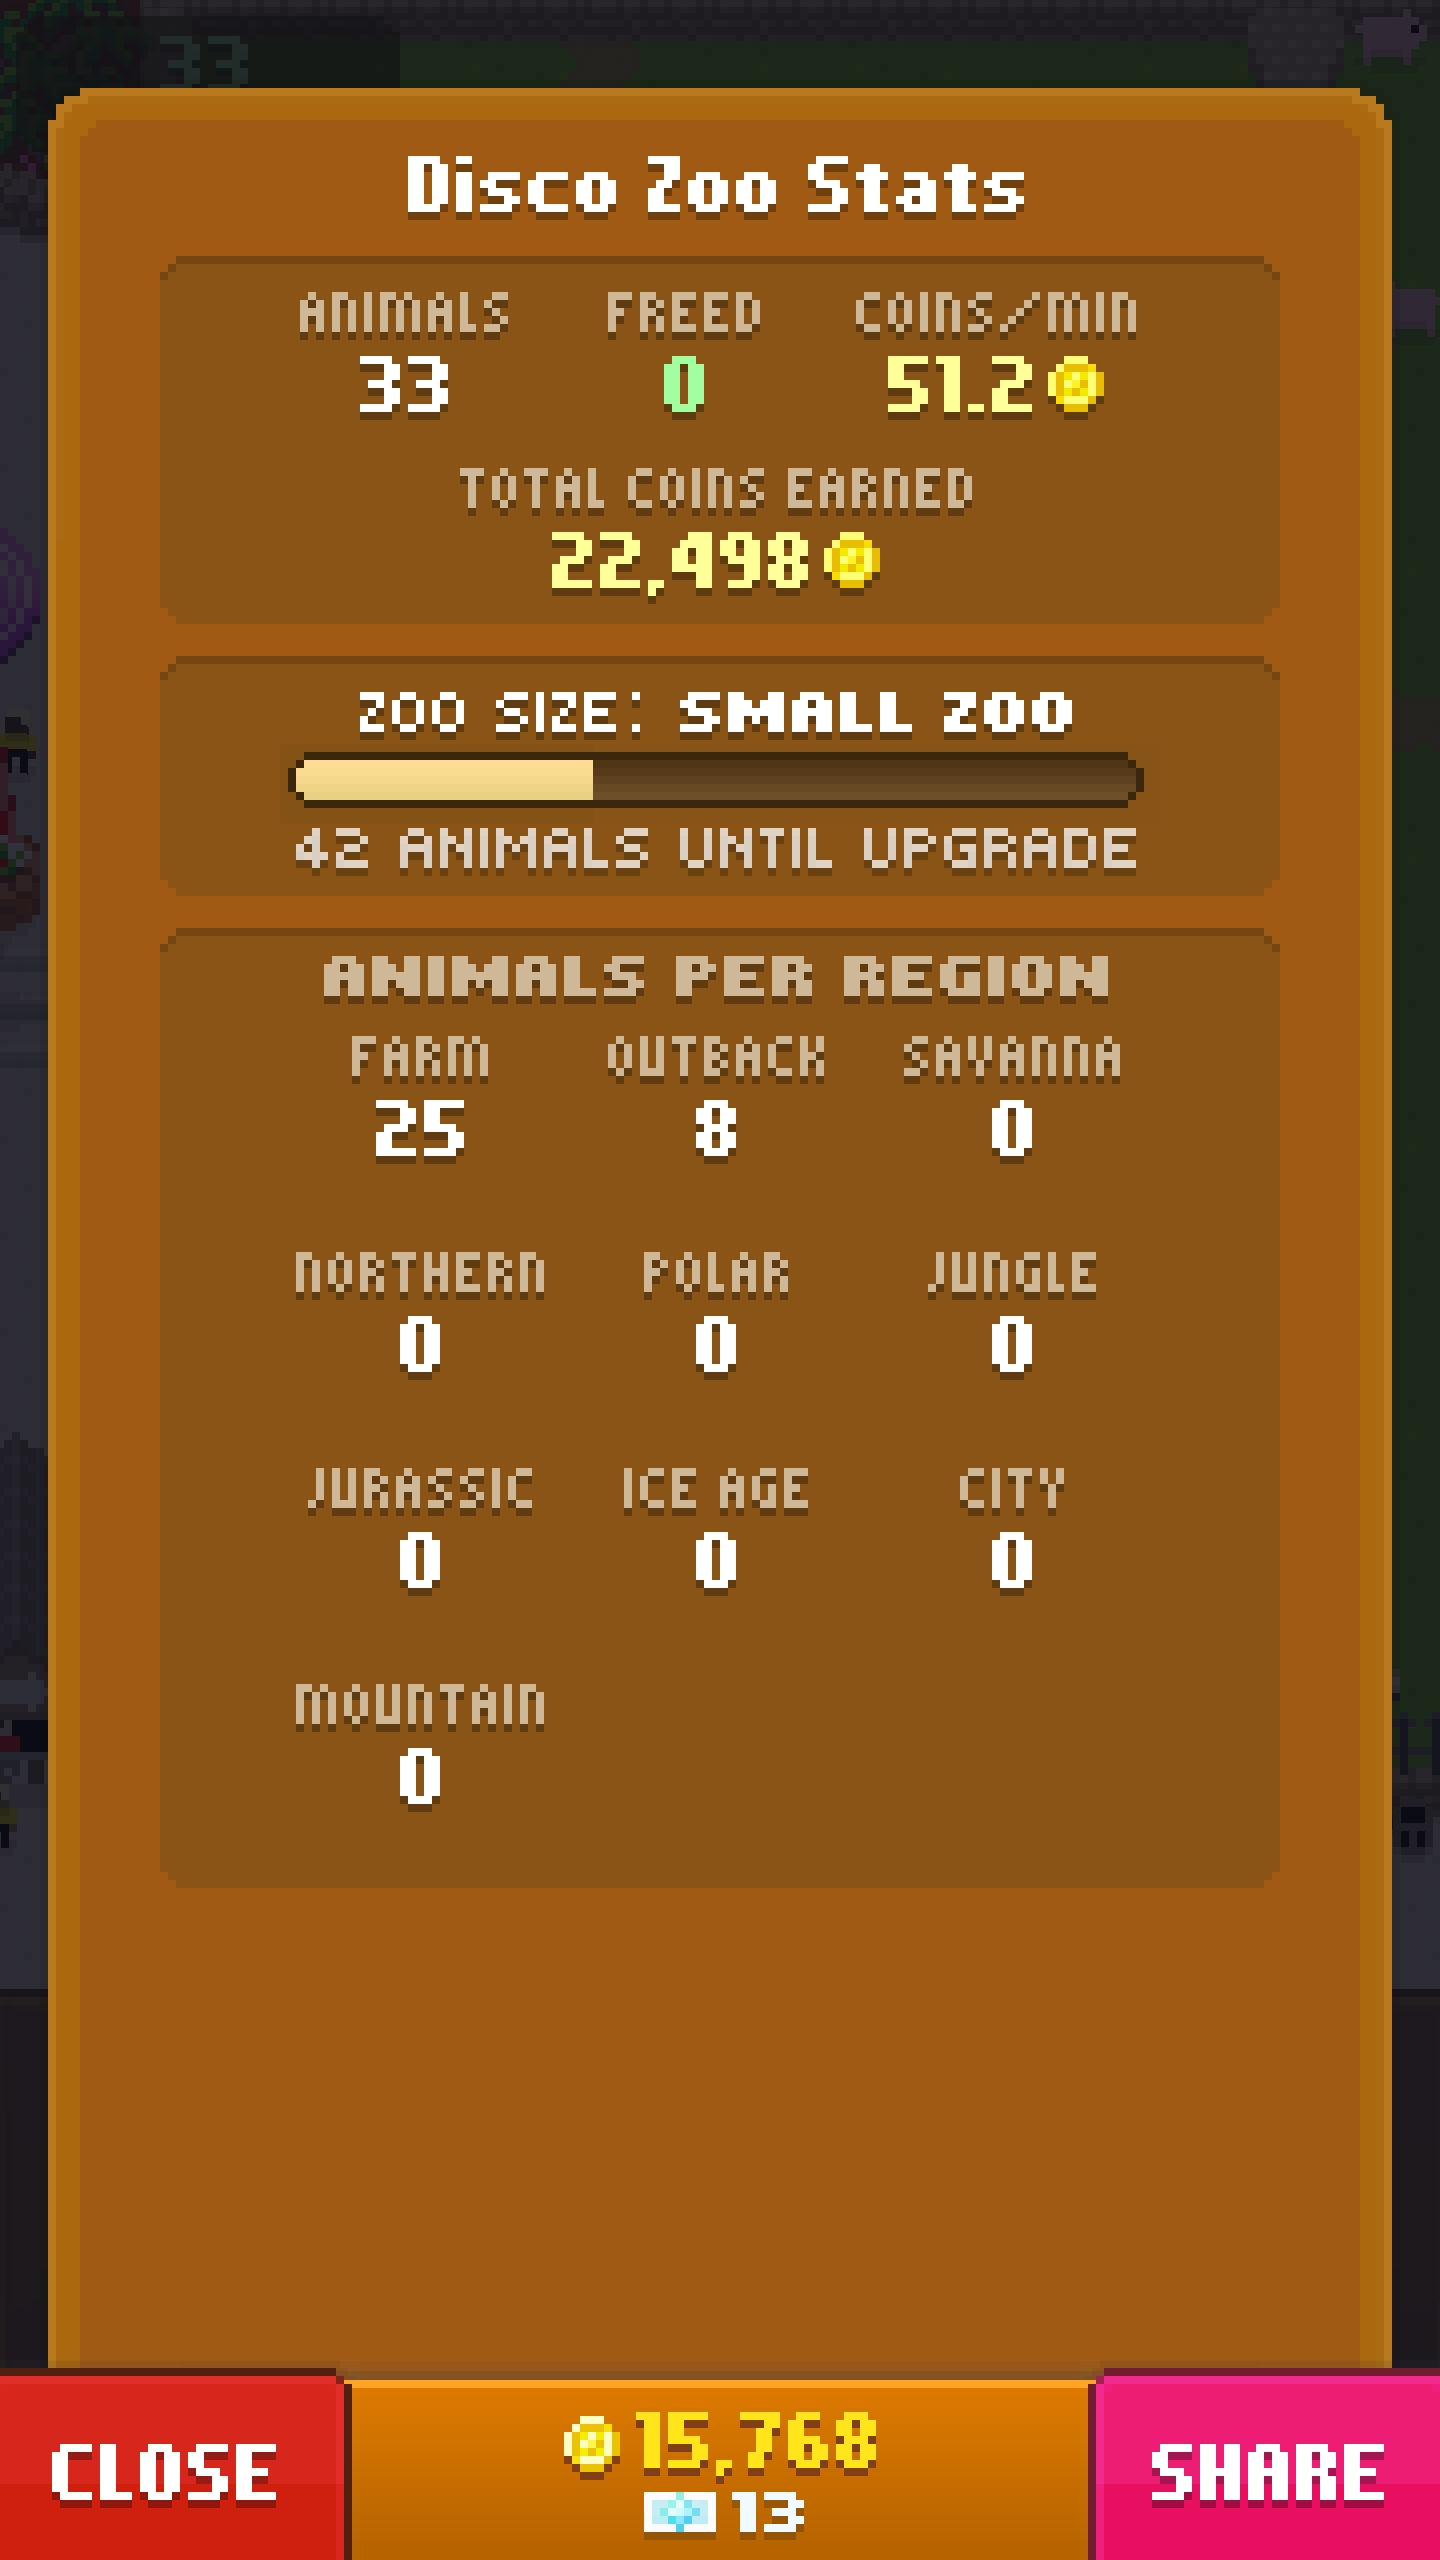 33
Disco Zoo Stats
ANIMALS FREED COINS/MIN
33 0 51.2
TOTAL COINS EARNED
22,498
ZOO SIZE: SMALL ZOO
42 ANIMALS UNTIL UPGRADE
ANIMALS PER REGION
FARM OUTBACK SAVANNA
25 8 0
NORTHERN POLAR JUNGLE
0 0 0
JURASSIC ICE AGE CITY
0 0 0
MOUNTAIN
0
CLOSE 15,768 SHARE
13